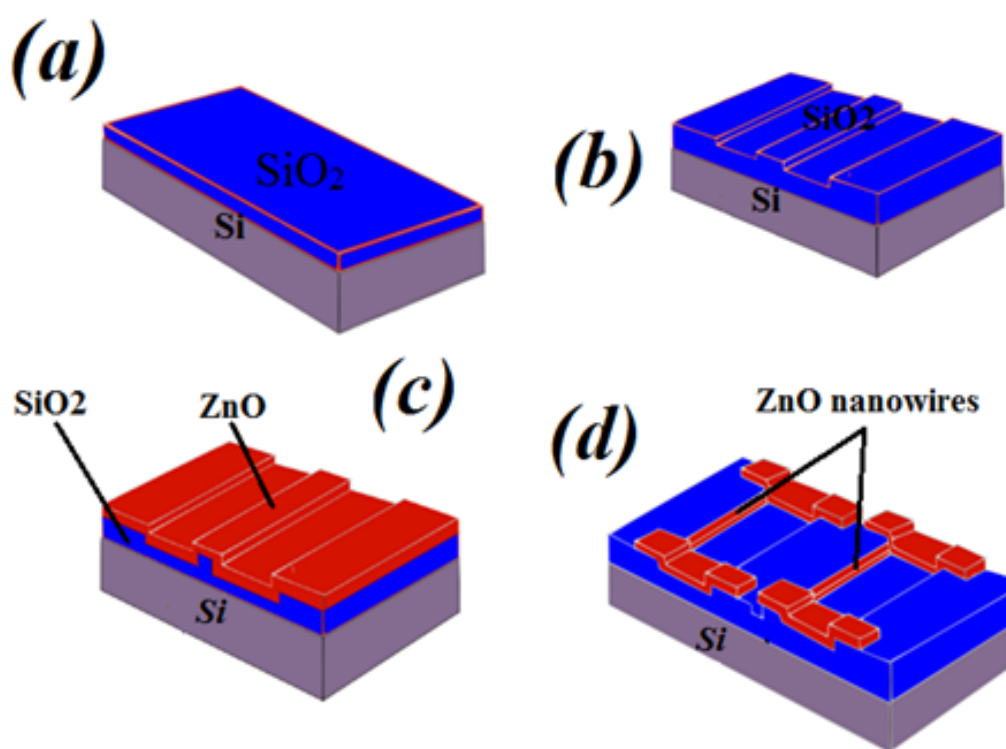 (a)
SiO₂
Si
(b)
SiO2
Si
(c)
SiO2
ZnO
Si
(d)
ZnO nanowires
Si